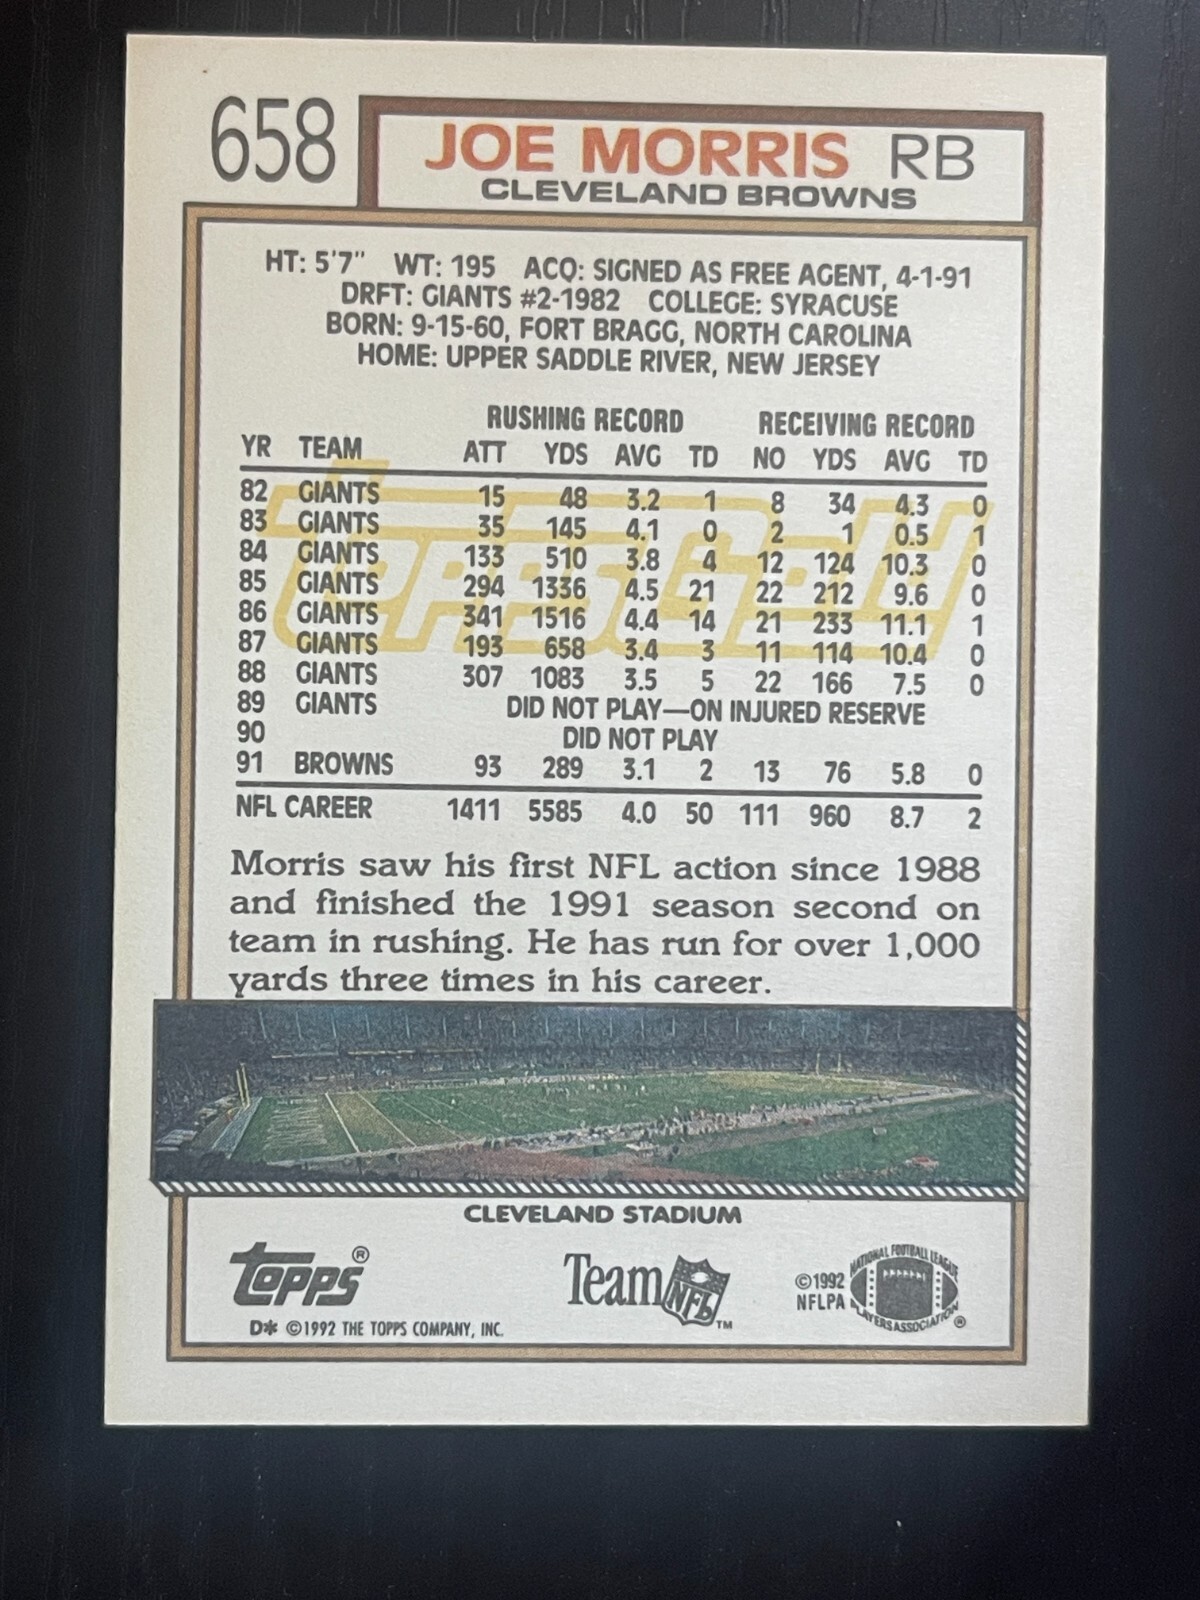 658
JOE MORRIS RB
CLEVELAND BROWNS
HT: 5'7" WT: 195 ACQ: SIGNED AS FREE AGENT, 4-1-91
DRFT: GIANTS #2-1982 COLLEGE: SYRACUSE
BORN: 9-15-60, FORT BRAGG, NORTH CAROLINA
HOME: UPPER SADDLE RIVER, NEW JERSEY
RUSHING RECORD RECEIVING RECORD
YR TEAM ATT YDS AVG TD NO YDS AVG TD
82 GIANTS 15 48 3.2 1 8 34 4.3 0
83 GIANTS 35 145 4.1 0 2 1 0.5 1
84 GIANTS 133 510 3.8 4 12 124 10.3 0
85 GIANTS 294 1336 4.5 21 22 212 9.6 0
86 GIANTS 341 1516 4.4 14 21 233 11.1 1
87 GIANTS 193 658 3.4 3 11 114 10.4 0
88 GIANTS 307 1083 3.5 5 22 166 7.5 0
89 GIANTS DID NOT PLAY—ON INJURED RESERVE
90 DID NOT PLAY
91 BROWNS 93 289 3.1 2 13 76 5.8 0
NFL CAREER 1411 5585 4.0 50 111 960 8.7 2
ToppsGold
Morris saw his first NFL action since 1988
and finished the 1991 season second on
team in rushing. He has run for over 1,000
yards three times in his career.
CLEVELAND STADIUM
Topps®
D* ©1992 THE TOPPS COMPANY, INC.
Team NFL™
©1992
NFLPA
NATIONAL FOOTBALL LEAGUE
PLAYERS ASSOCIATION®